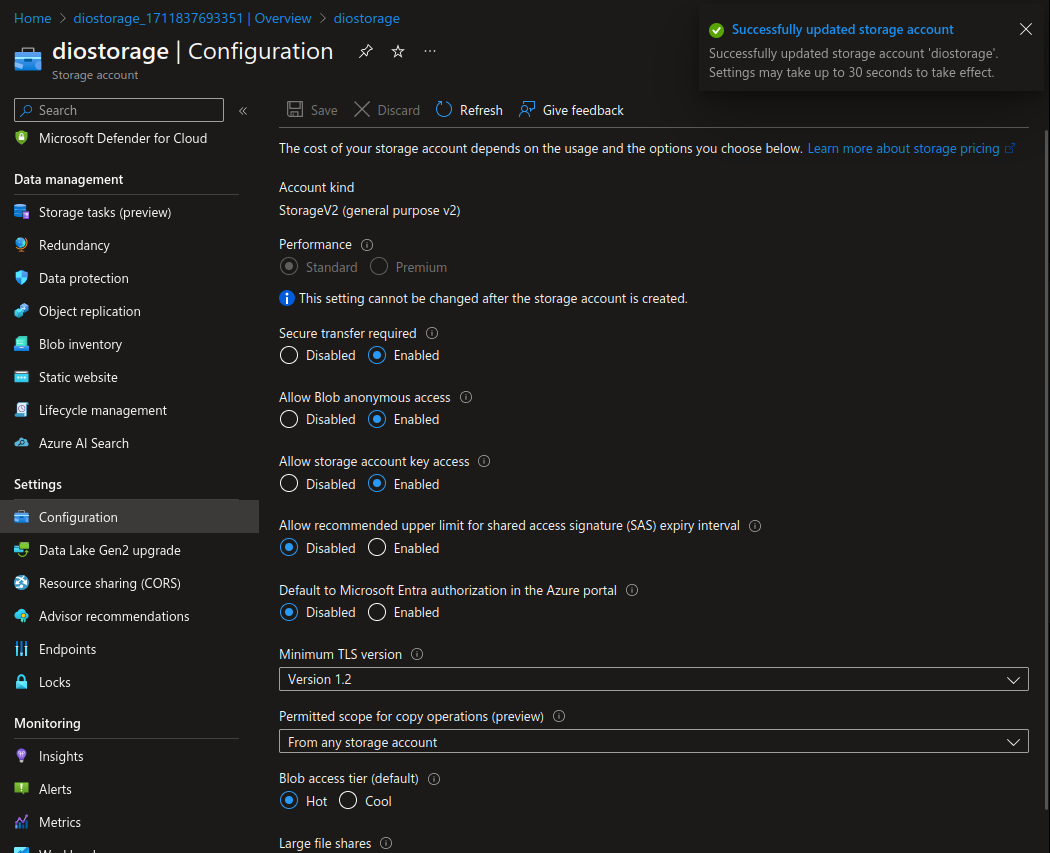 Home > diostorage_1711837693351 | Overview > diostorage
diostorage | Configuration
Storage account
Successfully updated storage account
Successfully updated storage account 'diostorage'.
Settings may take up to 30 seconds to take effect.
Search
Microsoft Defender for Cloud
Data management
Storage tasks (preview)
Redundancy
Data protection
Object replication
Blob inventory
Static website
Lifecycle management
Azure AI Search
Settings
Configuration
Data Lake Gen2 upgrade
Resource sharing (CORS)
Advisor recommendations
Endpoints
Locks
Monitoring
Insights
Alerts
Metrics
Save Discard Refresh Give feedback
The cost of your storage account depends on the usage and the options you choose below. Learn more about storage pricing
Account kind
StorageV2 (general purpose v2)
Performance
Standard Premium
This setting cannot be changed after the storage account is created.
Secure transfer required
Disabled Enabled
Allow Blob anonymous access
Disabled Enabled
Allow storage account key access
Disabled Enabled
Allow recommended upper limit for shared access signature (SAS) expiry interval
Disabled Enabled
Default to Microsoft Entra authorization in the Azure portal
Disabled Enabled
Minimum TLS version
Version 1.2
Permitted scope for copy operations (preview)
From any storage account
Blob access tier (default)
Hot Cool
Large file shares